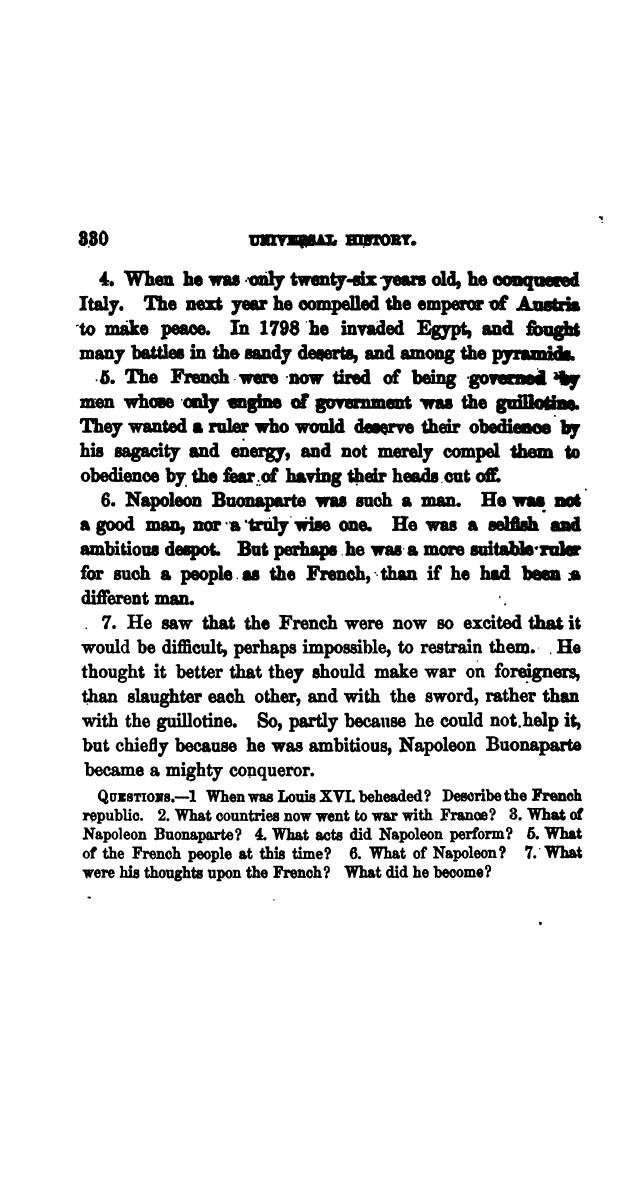 330 UNIVERSAL HISTORY.
4. When he was only twenty-six years old, he conquered
Italy. The next year he compelled the emperor of Austria
to make peace. In 1798 he invaded Egypt, and fought
many battles in the sandy deserts, and among the pyramids.
5. The French were now tired of being governed by
men whose only engine of government was the guillotine.
They wanted a ruler who would deserve their obedience by
his sagacity and energy, and not merely compel them to
obedience by the fear of having their heads cut off.
6. Napoleon Buonaparte was such a man. He was not
a good man, nor a truly wise one. He was a selfish and
ambitious despot. But perhaps he was a more suitable ruler
for such a people as the French, than if he had been a
different man.
7. He saw that the French were now so excited that it
would be difficult, perhaps impossible, to restrain them. He
thought it better that they should make war on foreigners,
than slaughter each other, and with the sword, rather than
with the guillotine. So, partly because he could not help it,
but chiefly because he was ambitious, Napoleon Buonaparte
became a mighty conqueror.
QUESTIONS.—1 When was Louis XVI. beheaded? Describe the French
republic. 2. What countries now went to war with France? 3. What of
Napoleon Buonaparte? 4. What acts did Napoleon perform? 5. What
of the French people at this time? 6. What of Napoleon? 7. What
were his thoughts upon the French? What did he become?